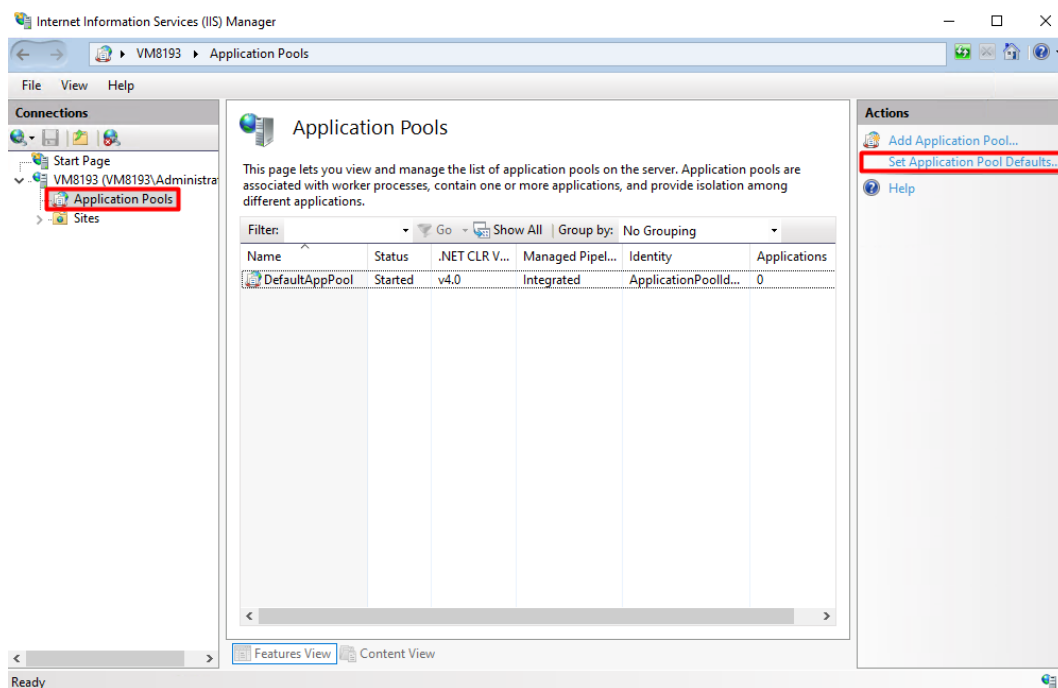 Internet Information Services (IIS) Manager
VM8193 Application Pools
File View Help
Connections
Start Page
VM8193 (VM8193\Administra
Application Pools
Sites
Application Pools
This page lets you view and manage the list of application pools on the server. Application pools are
associated with worker processes, contain one or more applications, and provide isolation among
different applications.
Filter: Go Show All Group by: No Grouping
Name Status .NET CLR V... Managed Pipel... Identity Applications
DefaultAppPool Started v4.0 Integrated ApplicationPoolId... 0
Features View Content View
Actions
Add Application Pool...
Set Application Pool Defaults...
Help
Ready